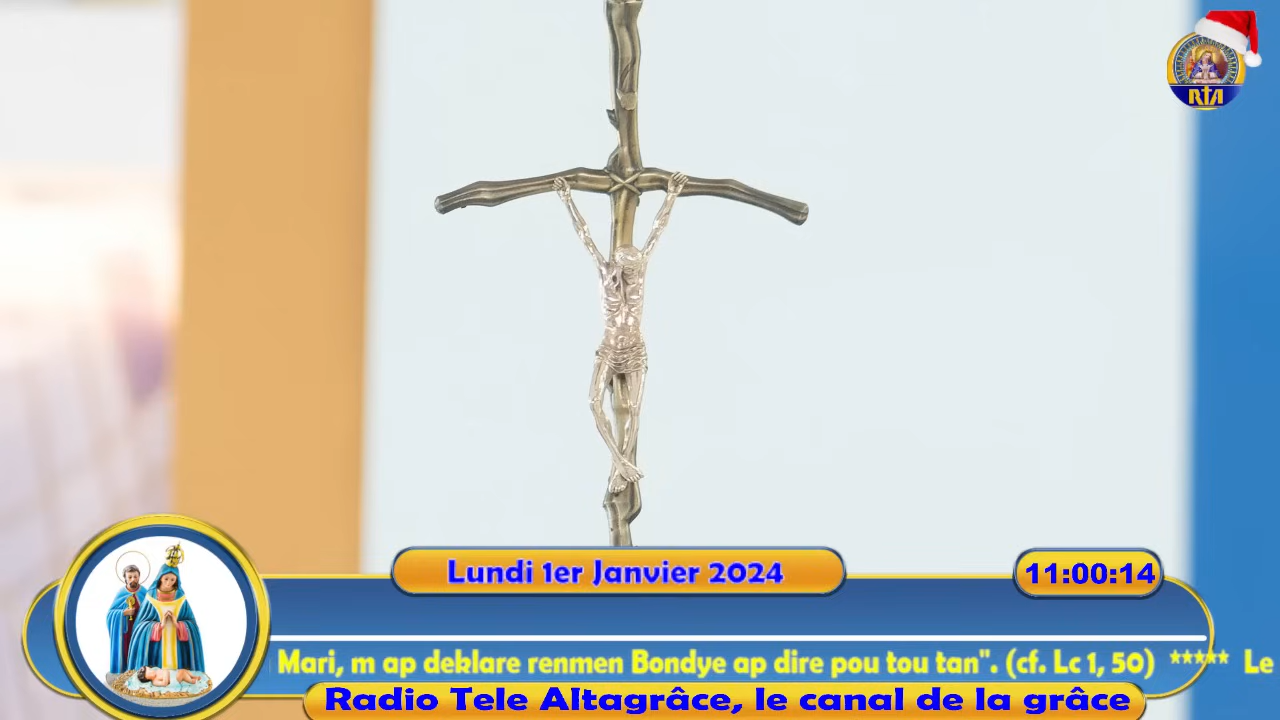 RTA
Lundi 1er Janvier 2024
11:00:14
Mari, m ap deklare renmen Bondye ap dire pou tou tan". (cf. Lc 1, 50) ***** Le
Radio Tele Altagrâce, le canal de la grâce